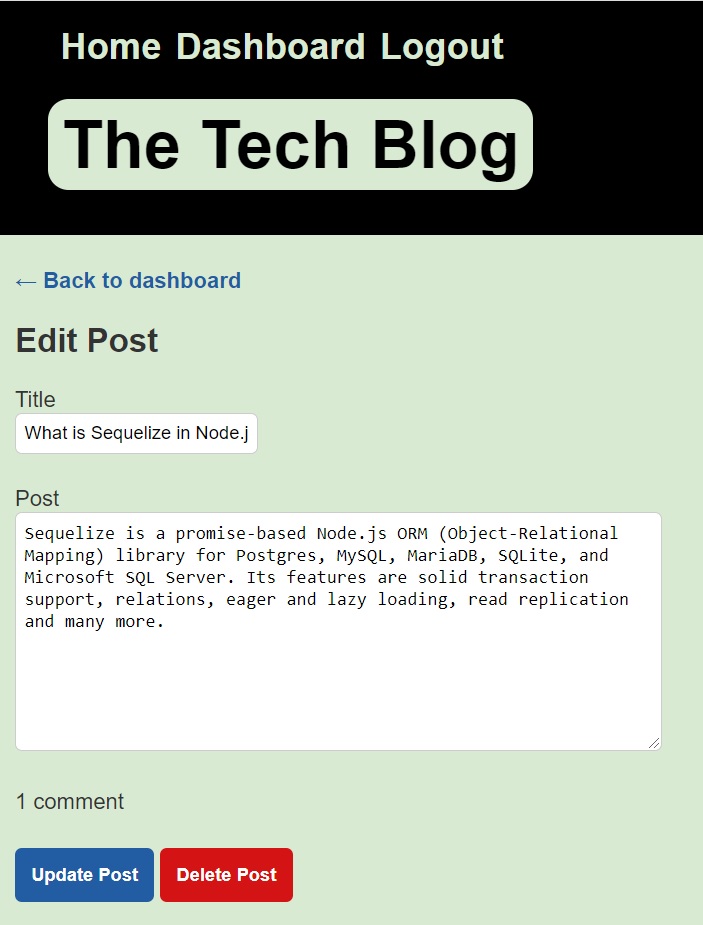 Home Dashboard Logout
The Tech Blog
← Back to dashboard
Edit Post
Title
What is Sequelize in Node.j
Post
Sequelize is a promise-based Node.js ORM (Object-Relational
Mapping) library for Postgres, MySQL, MariaDB, SQLite, and
Microsoft SQL Server. Its features are solid transaction
support, relations, eager and lazy loading, read replication
and many more.
1 comment
Update Post Delete Post